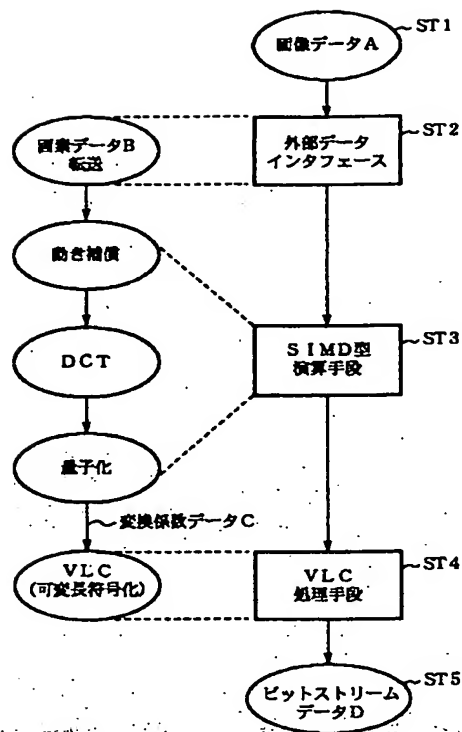 ST1
画像データA
ST2
外部データ
インタフェース
画素データB
転送
動き補償
ST3
SIMD型
演算手段
DCT
量子化
変換係数データC
VLC
(可変長符号化)
ST4
VLC
処理手段
ST5
ビットストリーム
データD